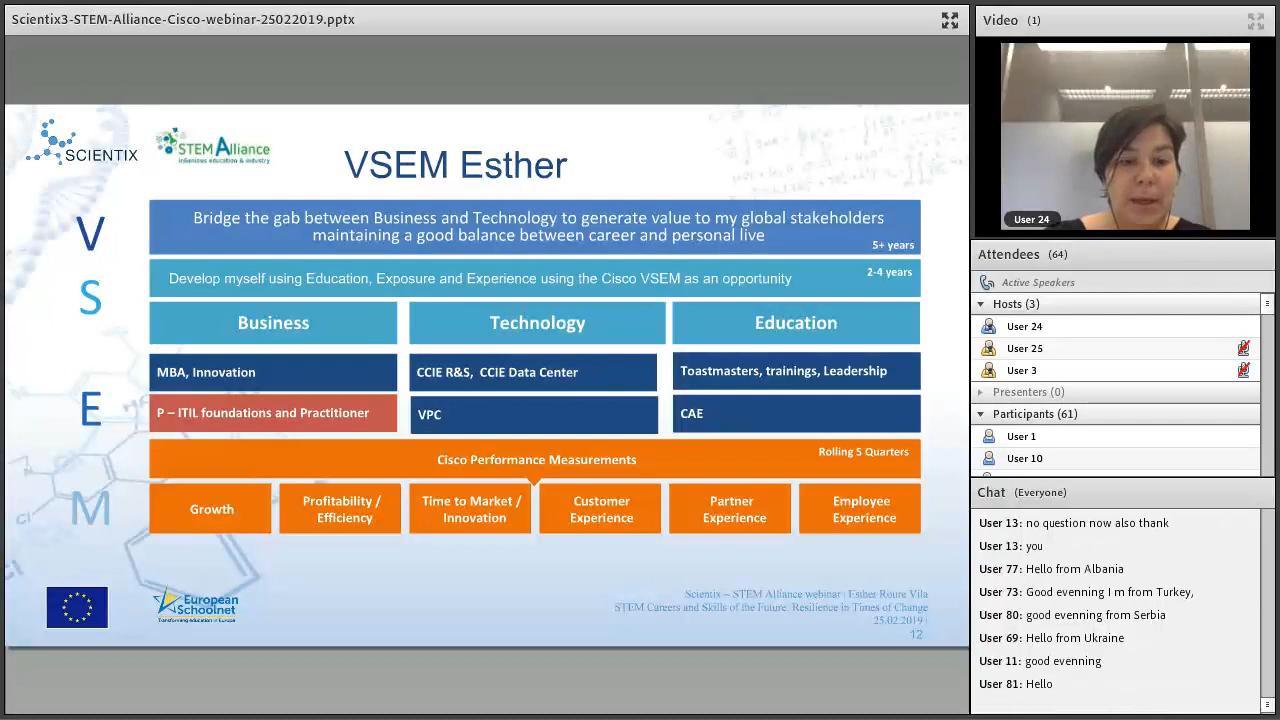 Scientix3-STEM-Alliance-Cisco-webinar-25022019.pptx
SCIENTIX
STEM Alliance
inGenious education & industry
VSEM Esther
V
Bridge the gab between Business and Technology to generate value to my global stakeholders
maintaining a good balance between career and personal live
5+ years
S
Develop myself using Education, Exposure and Experience using the Cisco VSEM as an opportunity
2-4 years
Business
Technology
Education
E
MBA, Innovation
CCIE R&S, CCIE Data Center
Toastmasters, trainings, Leadership
P – ITIL foundations and Practitioner
VPC
CAE
M
Cisco Performance Measurements
Rolling 5 Quarters
Growth
Profitability /
Efficiency
Time to Market /
Innovation
Customer
Experience
Partner
Experience
Employee
Experience
European
Schoolnet
Transforming education in Europe
Scientix – STEM Alliance webinar | Esther Roure Vila
STEM Careers and Skills of the Future. Resilience in Times of Change
25.02.2019 |
12
Video (1)
User 24
Attendees (64)
Active Speakers
Hosts (3)
User 24
User 25
User 3
Presenters (0)
Participants (61)
User 1
User 10
Chat (Everyone)
User 13: no question now also thank
User 13: you
User 77: Hello from Albania
User 73: Good evenning I m from Turkey,
User 80: good evenning from Serbia
User 69: Hello from Ukraine
User 11: good evenning
User 81: Hello